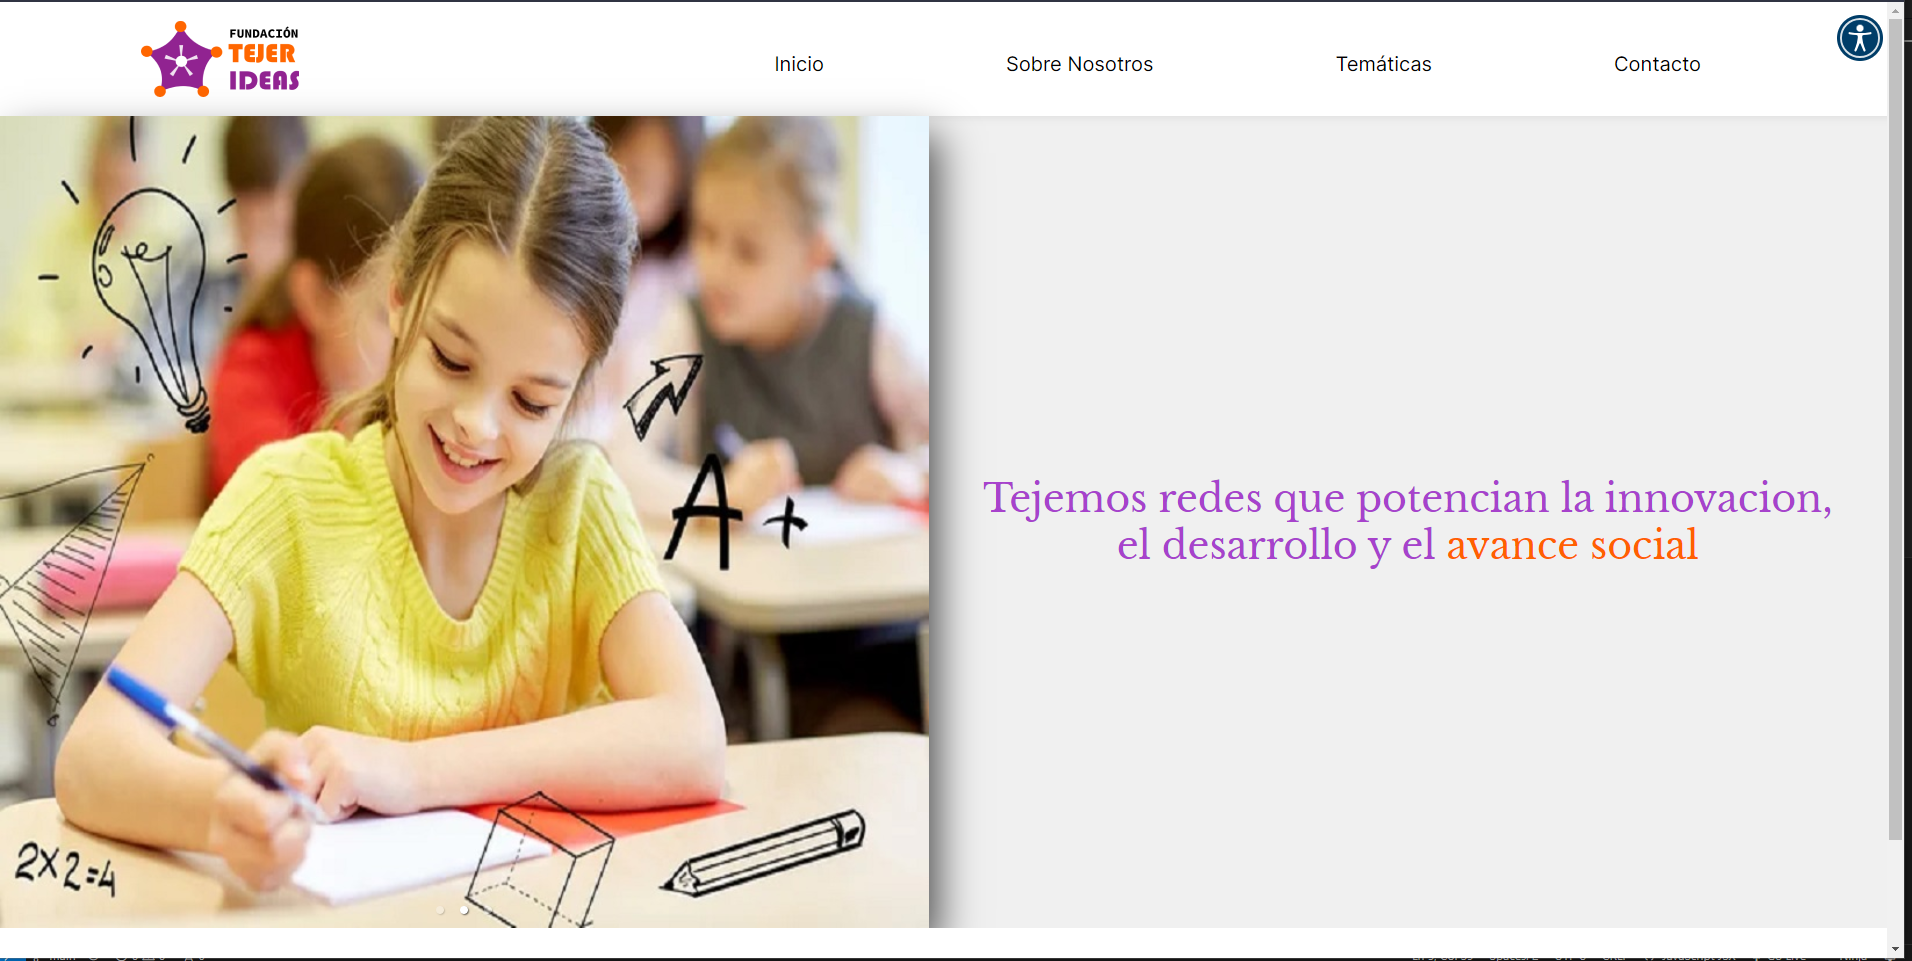 FUNDACIÓN
TEJER
IDEAS
Inicio
Sobre Nosotros
Temáticas
Contacto
A+
2x2=4
Tejemos redes que potencian la innovacion,
el desarrollo y el avance social